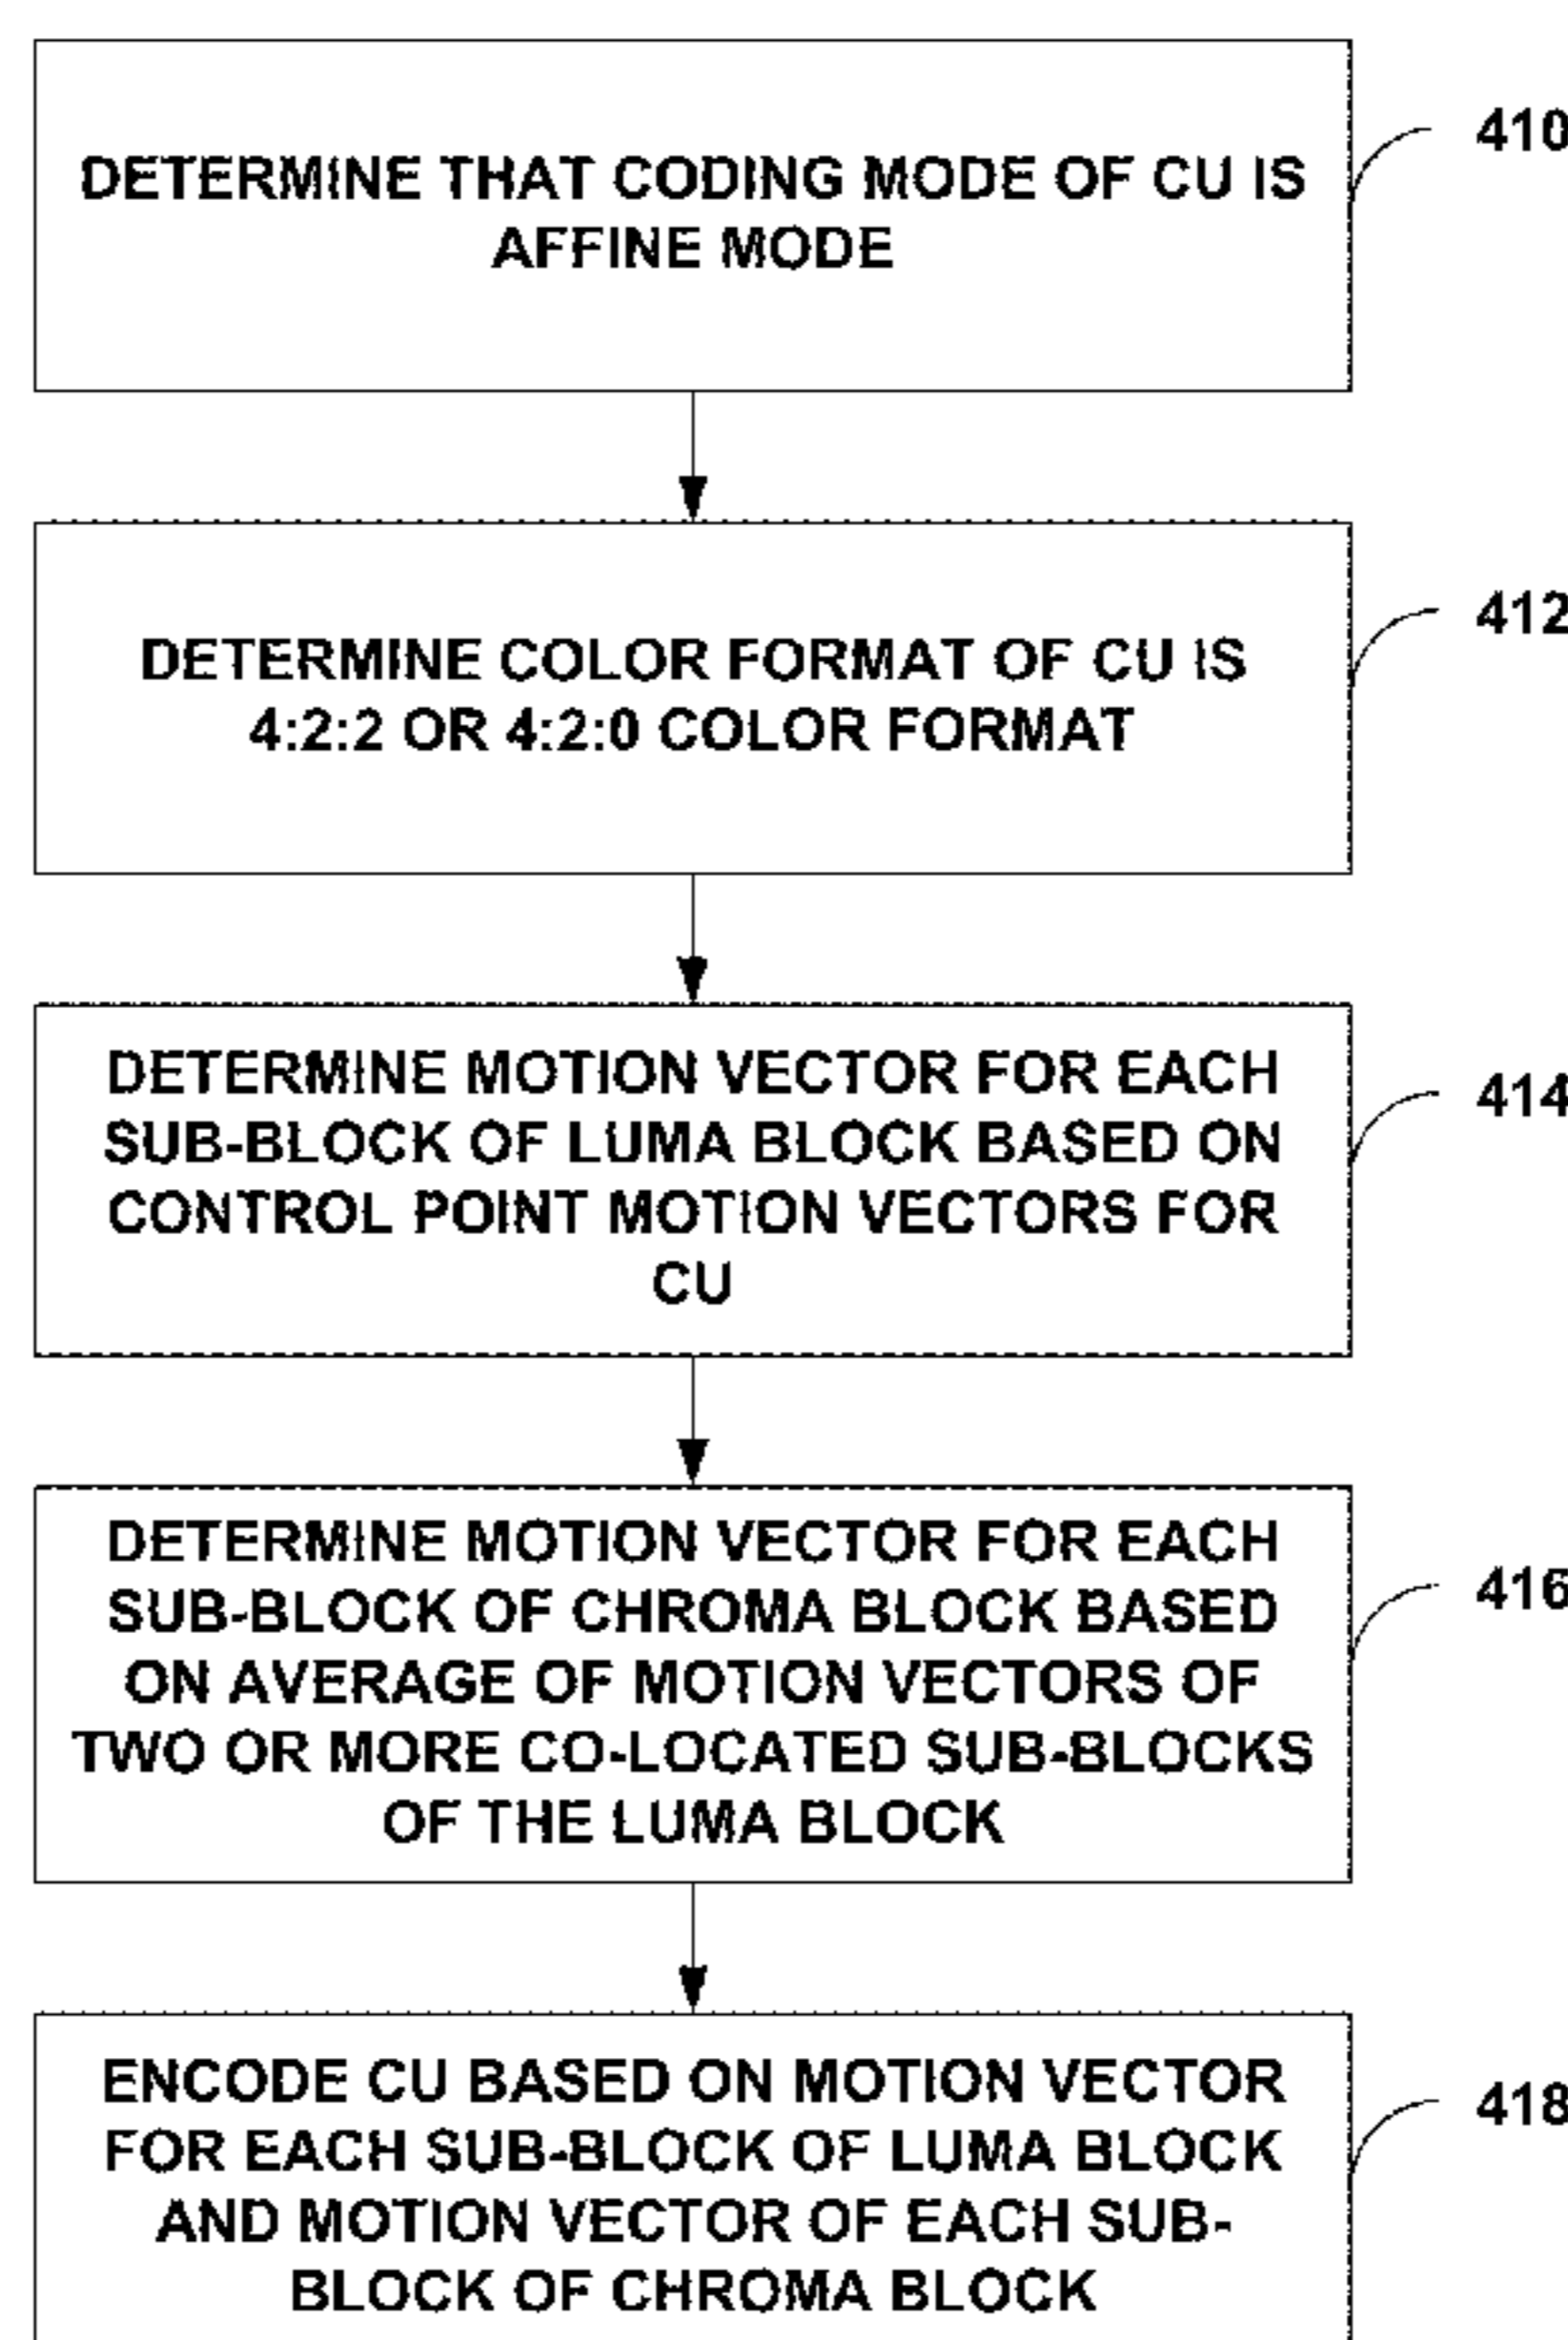 410
DETERMINE THAT CODING MODE OF CU IS
AFFINE MODE
412
DETERMINE COLOR FORMAT OF CU IS
4:2:2 OR 4:2:0 COLOR FORMAT
414
DETERMINE MOTION VECTOR FOR EACH
SUB-BLOCK OF LUMA BLOCK BASED ON
CONTROL POINT MOTION VECTORS FOR
CU
416
DETERMINE MOTION VECTOR FOR EACH
SUB-BLOCK OF CHROMA BLOCK BASED
ON AVERAGE OF MOTION VECTORS OF
TWO OR MORE CO-LOCATED SUB-BLOCKS
OF THE LUMA BLOCK
418
ENCODE CU BASED ON MOTION VECTOR
FOR EACH SUB-BLOCK OF LUMA BLOCK
AND MOTION VECTOR OF EACH SUB-
BLOCK OF CHROMA BLOCK